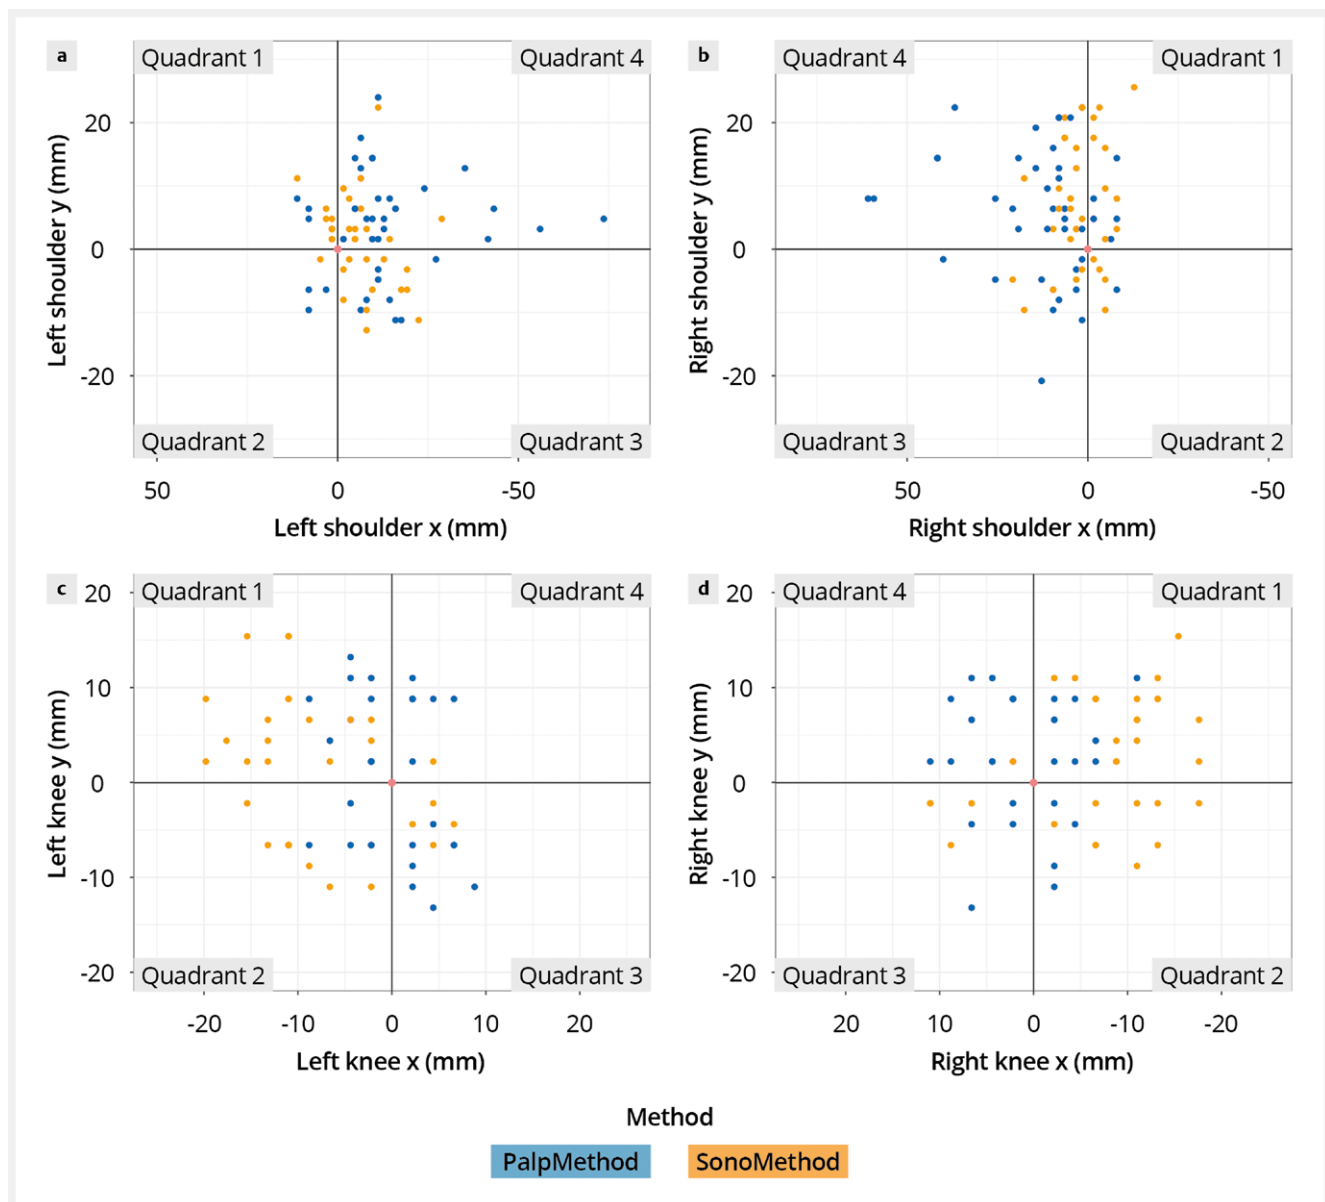 a
Quadrant 1
Quadrant 4
20
0
-20
Left shoulder y (mm)
Quadrant 2
Quadrant 3
50
0
-50
Left shoulder x (mm)
b
Quadrant 4
Quadrant 1
20
0
-20
Right shoulder y (mm)
Quadrant 3
Quadrant 2
50
0
-50
Right shoulder x (mm)
c
Quadrant 1
Quadrant 4
20
10
0
-10
-20
Left knee y (mm)
Quadrant 2
Quadrant 3
-20
-10
0
10
20
Left knee x (mm)
d
Quadrant 4
Quadrant 1
20
10
0
-10
-20
Right knee y (mm)
Quadrant 3
Quadrant 2
20
10
0
-10
-20
Right knee x (mm)
Method
PalpMethod
SonoMethod